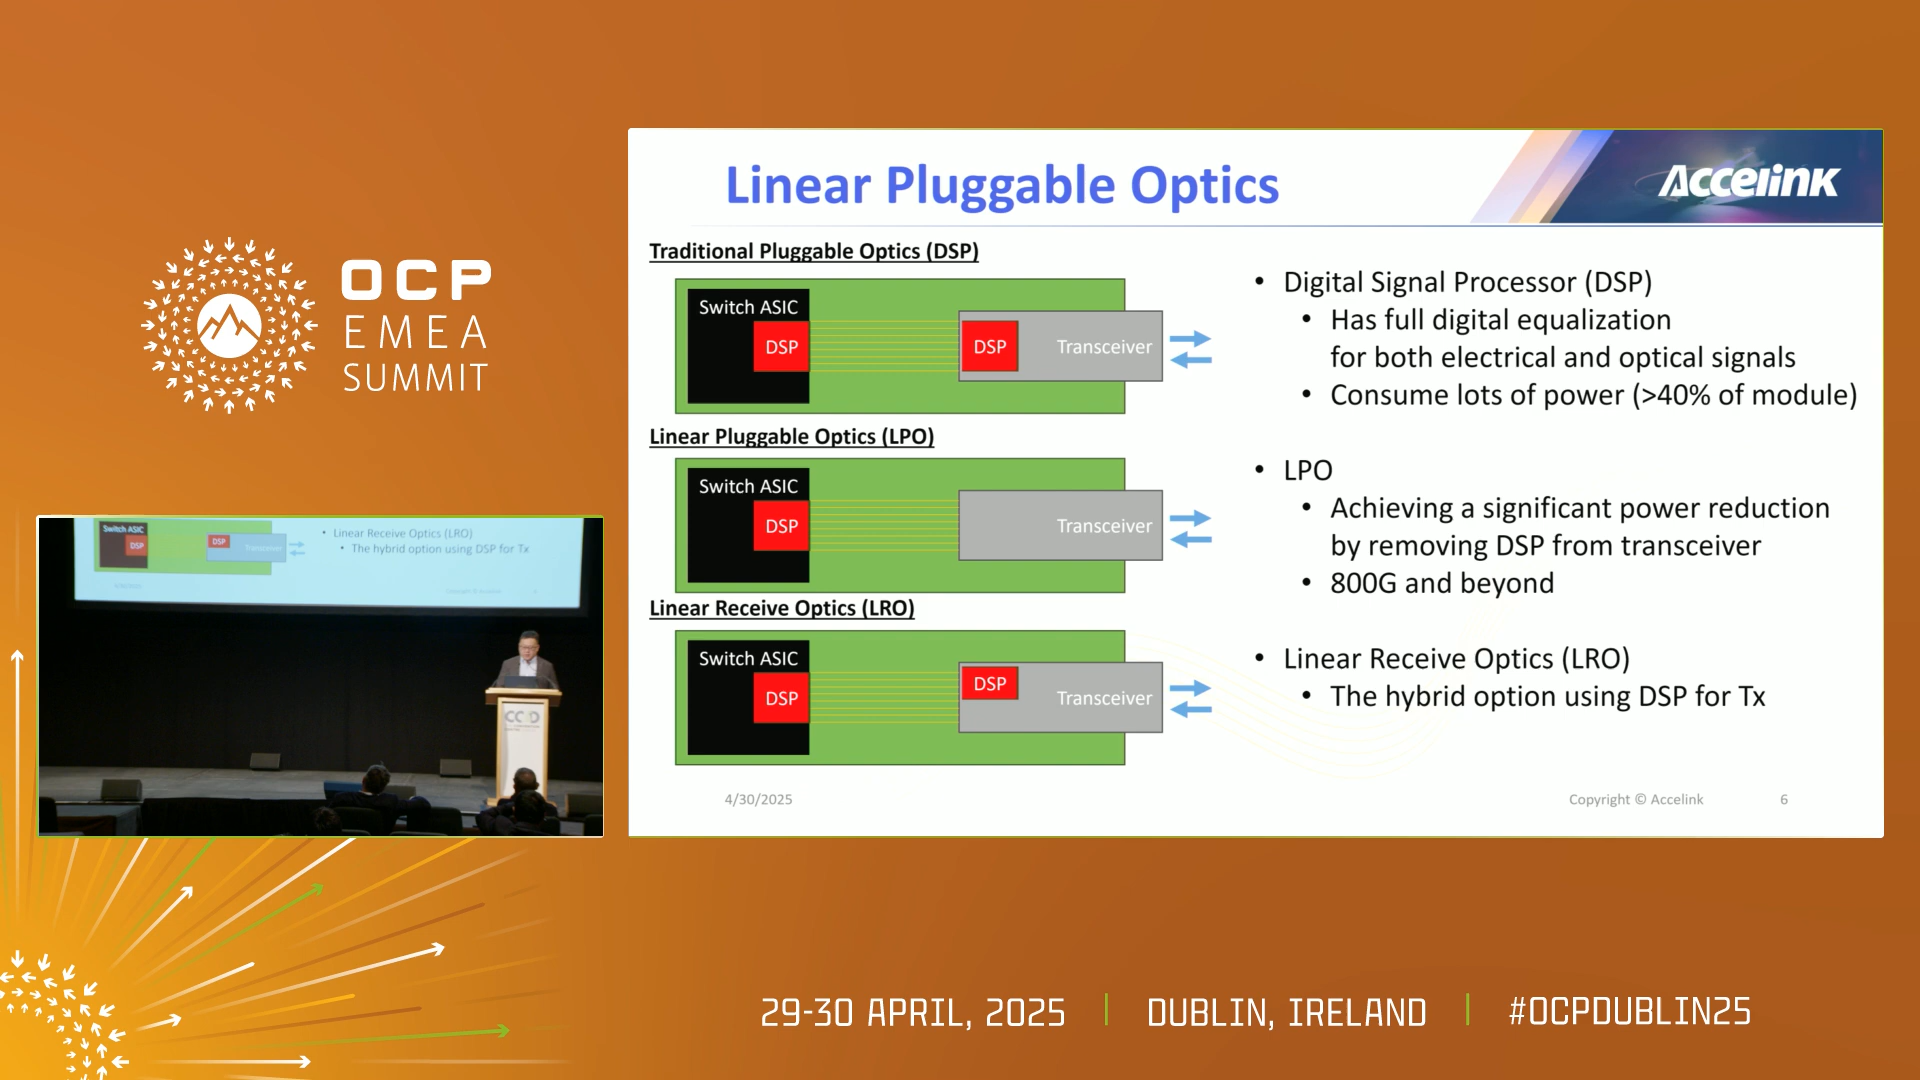 OCP
EMEA
SUMMIT
Linear Pluggable Optics
Accelink
Traditional Pluggable Optics (DSP)
Switch ASIC
DSP
DSP
Transceiver
Linear Pluggable Optics (LPO)
Switch ASIC
DSP
Transceiver
Linear Receive Optics (LRO)
Switch ASIC
DSP
DSP
Transceiver
• Digital Signal Processor (DSP)
• Has full digital equalization
for both electrical and optical signals
• Consume lots of power (>40% of module)
• LPO
• Achieving a significant power reduction
by removing DSP from transceiver
• 800G and beyond
• Linear Receive Optics (LRO)
• The hybrid option using DSP for Tx
4/30/2025
Copyright © Accelink
6
Switch ASIC
DSP
DSP
Transceiver
• Linear Receive Optics (LRO)
• The hybrid option using DSP for Tx
29-30 APRIL, 2025
DUBLIN, IRELAND
#OCPDUBLIN25